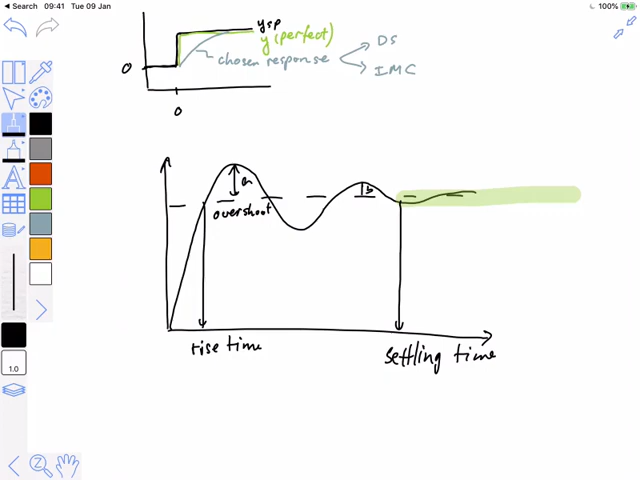 Search 09:41 Tue 09 Jan
100%
ysp
y (perfect)
DS
chosen response
IMC
0
0
a
b
overshoot
rise time
settling time
1.0